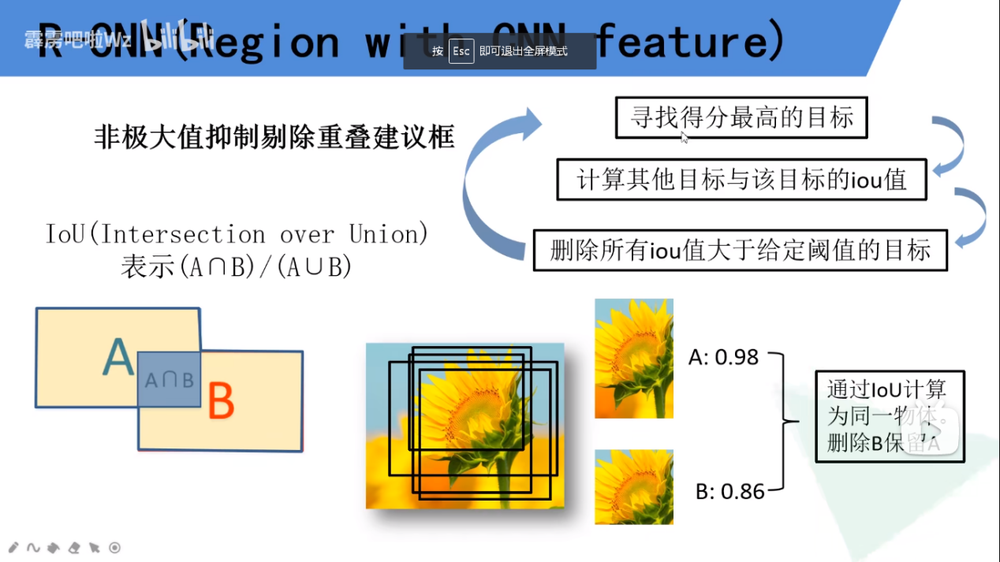 R-CNN(Region with CNN feature)
霹雳吧啦Wz bilibili
按 Esc 即可退出全屏模式
非极大值抑制剔除重叠建议框
寻找得分最高的目标
计算其他目标与该目标的iou值
删除所有iou值大于给定阈值的目标
IoU(Intersection over Union)
表示(A∩B)/(A∪B)
A
A∩B
B
A: 0.98
B: 0.86
通过IoU计算
为同一物体。
删除B保留A